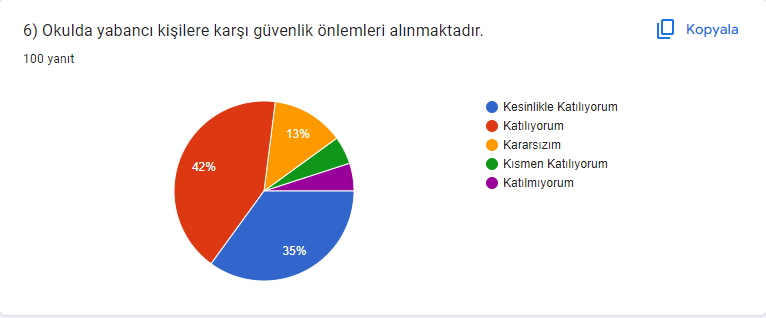 6) Okulda yabancı kişilere karşı güvenlik önlemleri alınmaktadır.
Kopyala
100 yanıt
Kesinlikle Katılıyorum
Katılıyorum
Kararsızım
Kısmen Katılıyorum
Katılmıyorum
13%
42%
35%